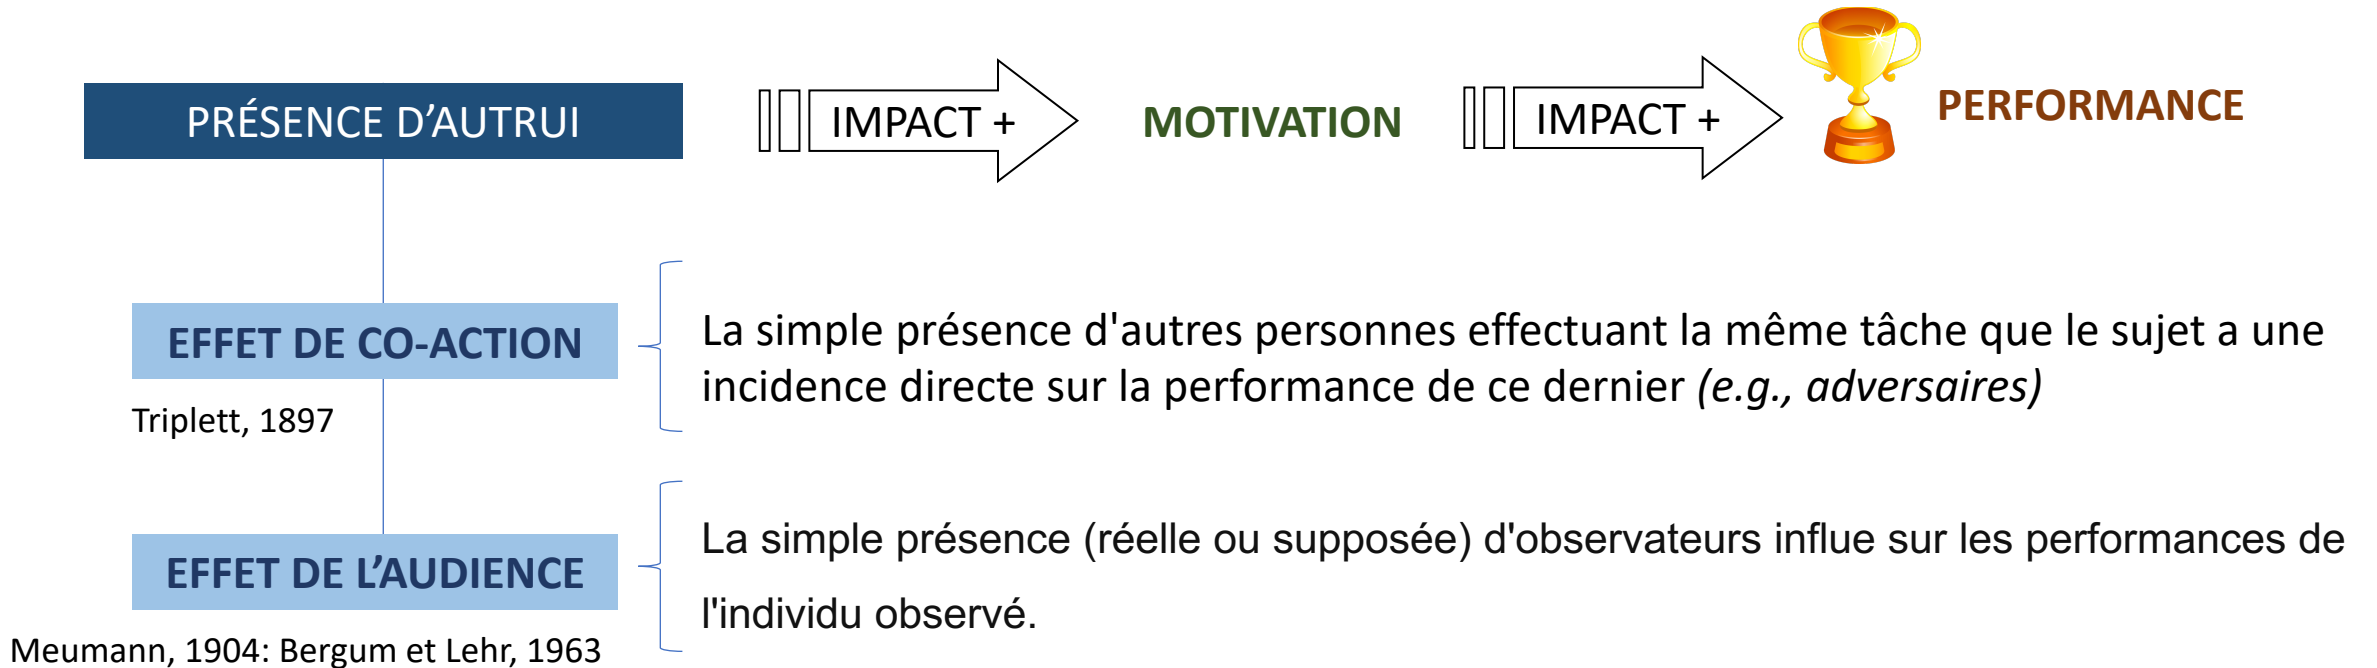 PRÉSENCE D’AUTRUI
IMPACT +
MOTIVATION
IMPACT +
PERFORMANCE
EFFET DE CO-ACTION
Triplett, 1897
La simple présence d'autres personnes effectuant la même tâche que le sujet a une
incidence directe sur la performance de ce dernier (e.g., adversaires)
EFFET DE L’AUDIENCE
Meumann, 1904: Bergum et Lehr, 1963
La simple présence (réelle ou supposée) d'observateurs influe sur les performances de
l'individu observé.